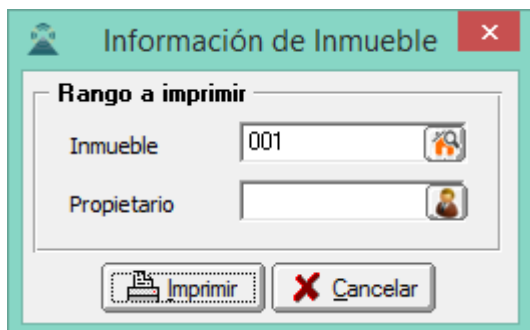 Información de Inmueble
Rango a imprimir
Inmueble 001
Propietario
Imprimir Cancelar